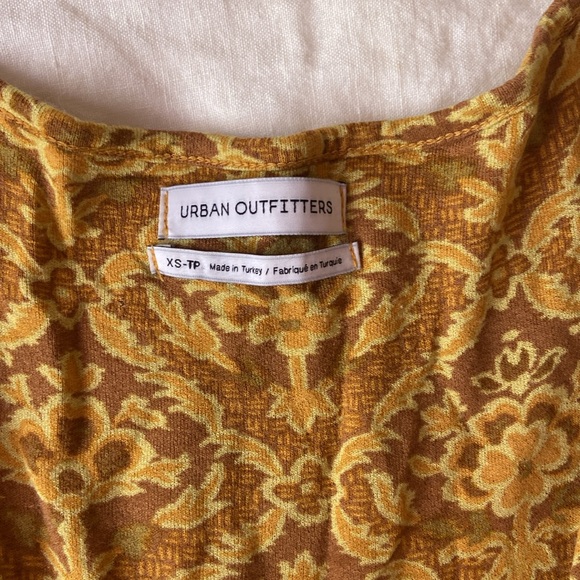 URBAN OUTFITTERS
XS-TP Made in Turkey / Fabriqué en Turquie